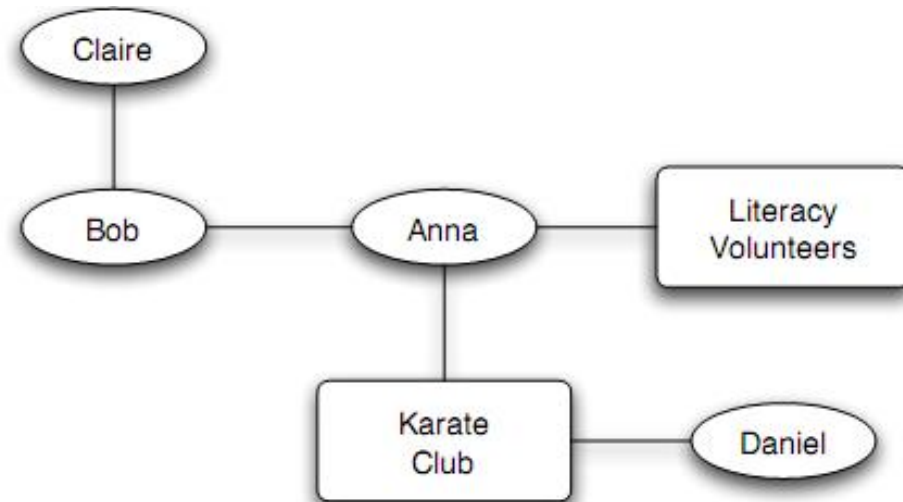 Claire
Bob
Anna
Literacy
Volunteers
Karate
Club
Daniel